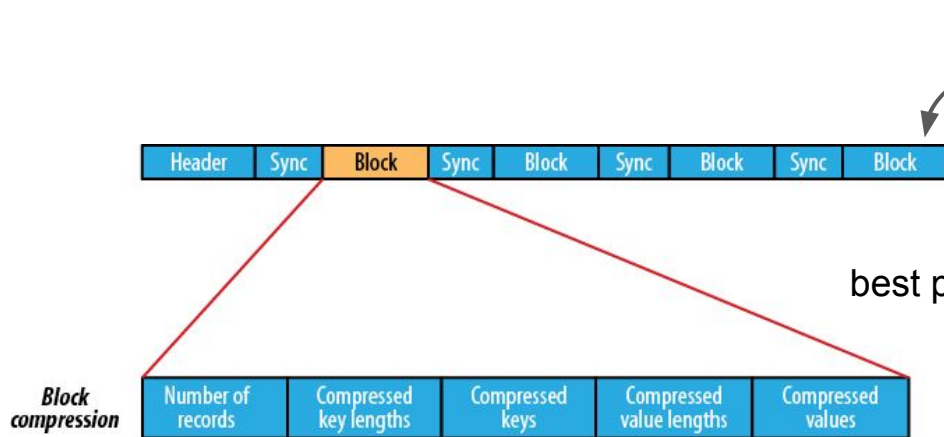 Header Sync Block Sync Block Sync Block Sync Block
best p
Block compression
Number of records
Compressed key lengths
Compressed keys
Compressed value lengths
Compressed values